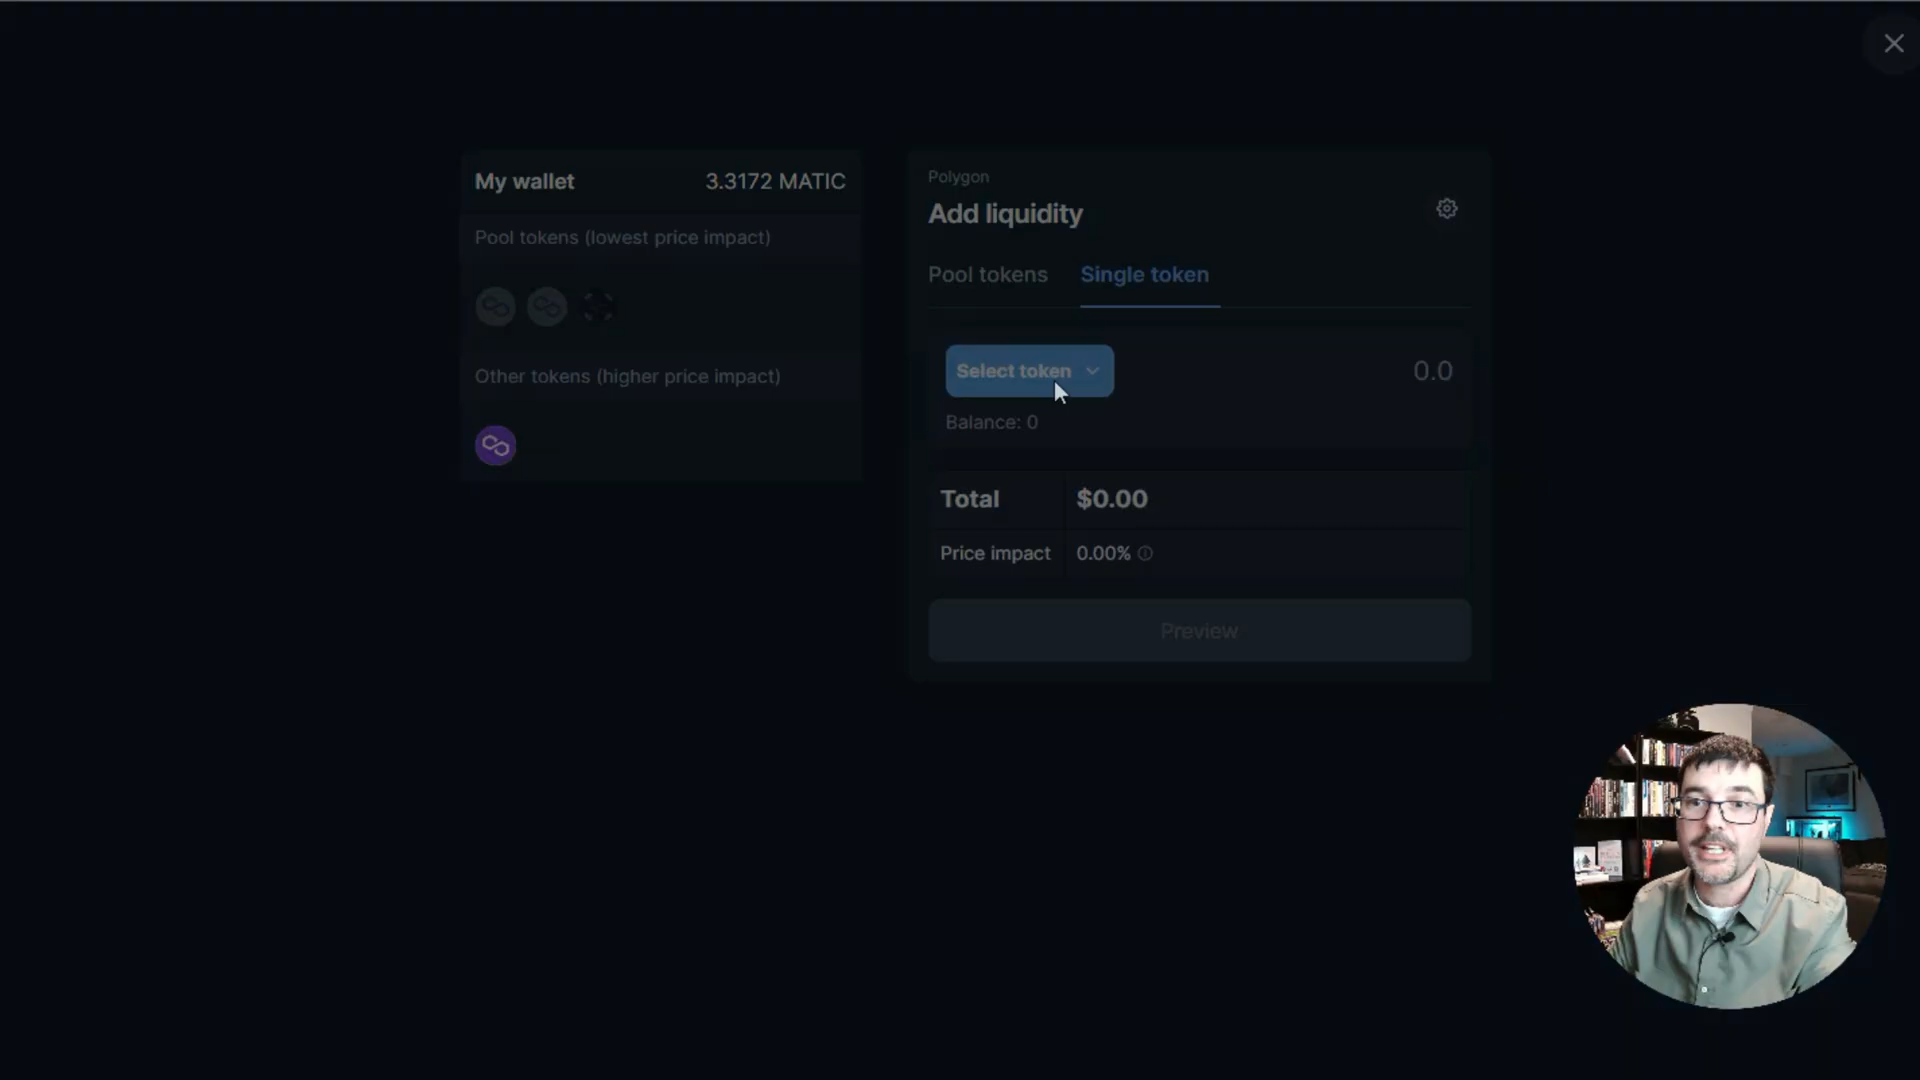 My wallet 3.3172 MATIC
Pool tokens (lowest price impact)
Other tokens (higher price impact)
Polygon
Add liquidity
Pool tokens Single token
Select token 0.0
Balance: 0
Total $0.00
Price impact 0.00%
Preview